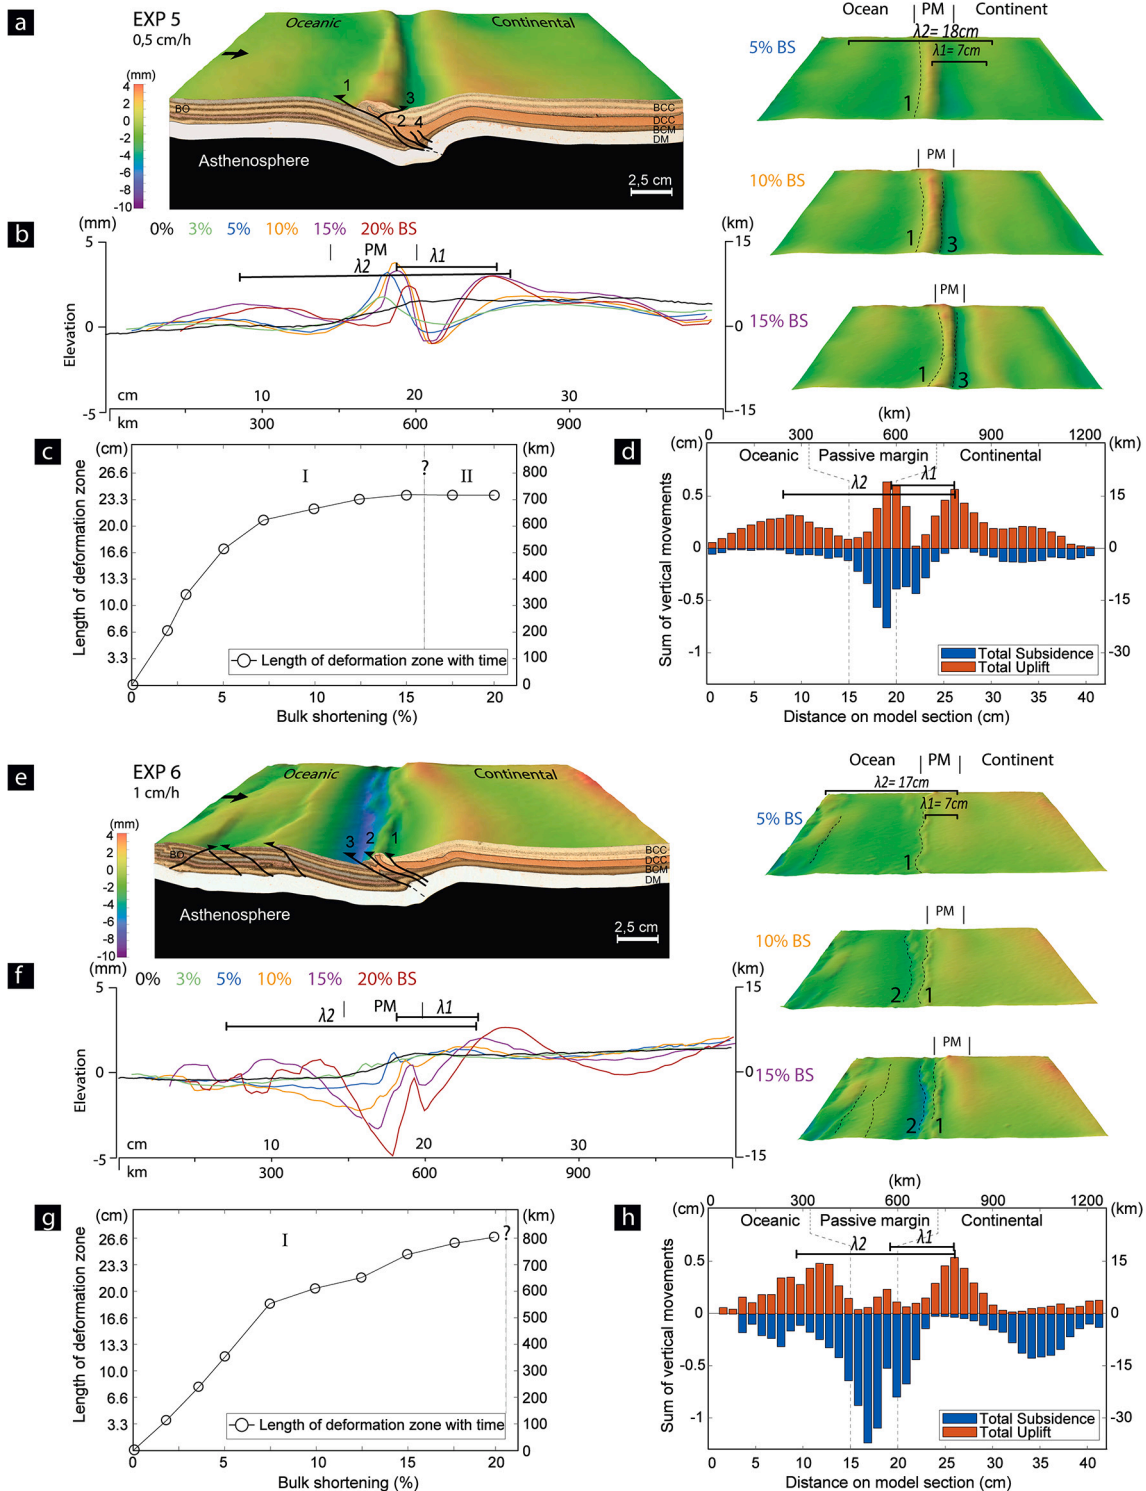 a
EXP 5
0,5 cm/h
Oceanic
Continental
(mm)
4
2
0
-2
-4
-6
-8
-10
BO
1
3
2
4
BCC
DCC
BCM
DM
Asthenosphere
2,5 cm
Ocean
PM
Continent
5% BS
λ2= 18cm
λ1= 7cm
1
PM
10% BS
1
3
PM
15% BS
1
3
b
(mm)
0% 3% 5% 10% 15% 20% BS
(km)
5
0
-5
Elevation
PM
λ1
λ2
15
0
-15
cm
10
20
30
km
300
600
900
c
(cm)
(km)
26.6
23.3
20.0
16.6
13.3
10.0
6.6
3.3
Length of deformation zone
I
?
II
800
700
600
500
400
300
200
100
0
Length of deformation zone with time
0 5 10 15 20
Bulk shortening (%)
d
(km)
(cm)
0 300 600 900 1200
(km)
Oceanic
Passive margin
Continental
λ1
λ2
0.5
0
-0.5
-1
Sum of vertical movements
15
0
-15
-30
Total Subsidence
Total Uplift
0 5 10 15 20 25 30 35 40
Distance on model section (cm)
e
EXP 6
1 cm/h
Oceanic
Continental
(mm)
4
2
0
-2
-4
-6
-8
-10
BO
3
2
1
BCC
DCC
BCM
DM
Asthenosphere
2,5 cm
Ocean
PM
Continent
λ2= 17cm
5% BS
λ1= 7cm
1
PM
10% BS
2
1
PM
15% BS
2
1
f
(mm)
0% 3% 5% 10% 15% 20% BS
(km)
5
0
-5
Elevation
PM
λ1
λ2
15
0
-15
cm
10
20
30
km
300
600
900
g
(cm)
(km)
26.6
23.3
20.0
16.6
13.3
10.0
6.6
3.3
Length of deformation zone
I
?
800
700
600
500
400
300
200
100
0
Length of deformation zone with time
0 5 10 15 20
Bulk shortening (%)
h
(km)
(cm)
0 300 600 900 1200
(km)
Oceanic
Passive margin
Continental
λ1
λ2
0.5
0
-0.5
-1
Sum of vertical movements
15
0
-15
-30
Total Subsidence
Total Uplift
0 5 10 15 20 25 30 35 40
Distance on model section (cm)